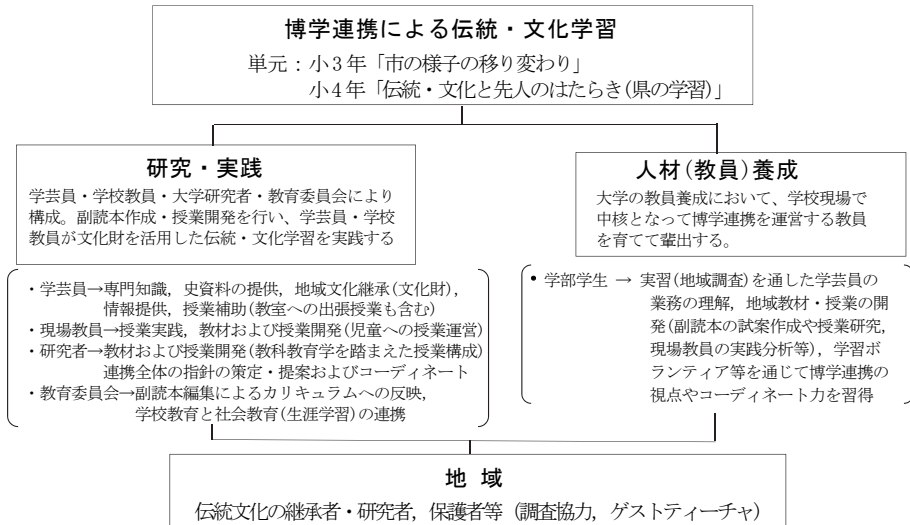 博学連携による伝統・文化学習
単元：小３年「市の様子の移り変わり」
小４年「伝統・文化と先人のはたらき(県の学習)」
研究・実践
学芸員・学校教員・大学研究者・教育委員会により
構成。副読本作成・授業開発を行い、学芸員・学校
教員が文化財を活用した伝統・文化学習を実践する
・学芸員→専門知識，史資料の提供，地域文化継承(文化財)，
情報提供，授業補助(教室への出張授業も含む)
・現場教員→授業実践，教材および授業開発(児童への授業運営)
・研究者→教材および授業開発(教科教育学を踏まえた授業構成)
連携全体の指針の策定・提案およびコーディネート
・教育委員会→副読本編集によるカリキュラムへの反映，
学校教育と社会教育(生涯学習)の連携
人材(教員)養成
大学の教員養成において、学校現場で
中核となって博学連携を運営する教員
を育てて輩出する。
• 学部学生 → 実習(地域調査)を通した学芸員の
業務の理解，地域教材・授業の開
発(副読本の試案作成や授業研究，
現場教員の実践分析等)，学習ボ
ランティア等を通じて博学連携の
視点やコーディネート力を習得
地 域
伝統文化の継承者・研究者，保護者等（調査協力，ゲストティーチャ）